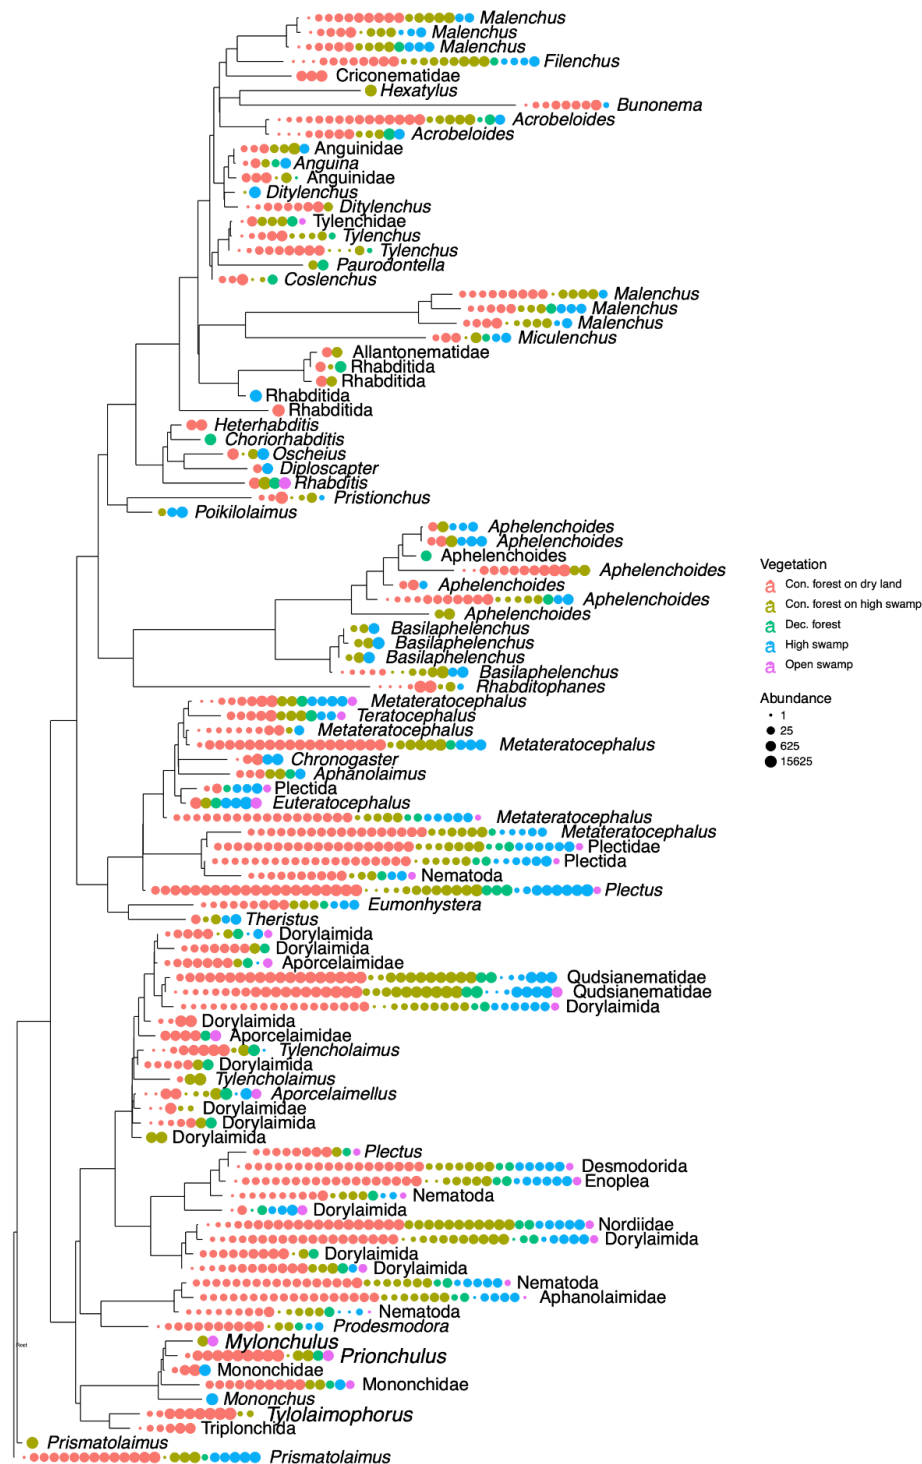 Malenchus
Malenchus
Malenchus
Filenchus
Criconematidae
Hexatylus
Bunonema
Acrobeloides
Acrobeloides
Anguinidae
Anguina
Anguinidae
Ditylenchus
Ditylenchus
Tylenchidae
Tylenchus
Tylenchus
Paurodontella
Coslenchus
Malenchus
Malenchus
Malenchus
Miculenchus
Allantonematidae
Rhabditida
Rhabditida
Rhabditida
Rhabditida
Heterhabditis
Choriorhabditis
Oscheius
Diploscapter
Rhabditis
Pristionchus
Poikilolaimus
Aphelenchoides
Aphelenchoides
Aphelenchoides
Aphelenchoides
Aphelenchoides
Aphelenchoides
Aphelenchoides
Basilaphelenchus
Basilaphelenchus
Basilaphelenchus
Basilaphelenchus
Rhabditophanes
Metateratocephalus
Teratocephalus
Metateratocephalus
Metateratocephalus
Chronogaster
Aphanolaimus
Plectida
Euteratocephalus
Metateratocephalus
Metateratocephalus
Plectidae
Plectida
Nematoda
Plectus
Eumonhystera
Theristus
Dorylaimida
Dorylaimida
Aporcelaimidae
Qudsianematidae
Qudsianematidae
Dorylaimida
Dorylaimida
Aporcelaimidae
Tylencholaimus
Dorylaimida
Tylencholaimus
Aporcelaimellus
Dorylaimidae
Dorylaimida
Dorylaimida
Plectus
Desmodorida
Enoplea
Nematoda
Dorylaimida
Nordiidae
Dorylaimida
Dorylaimida
Dorylaimida
Nematoda
Aphanolaimidae
Nematoda
Prodesmodora
Mylonchulus
Root
Prionchulus
Mononchidae
Mononchidae
Mononchus
Tylolaimophorus
Triplonchida
Prismatolaimus
Prismatolaimus
Vegetation
a Con. forest on dry land
a Con. forest on high swamp
a Dec. forest
a High swamp
a Open swamp
Abundance
1
25
625
15625